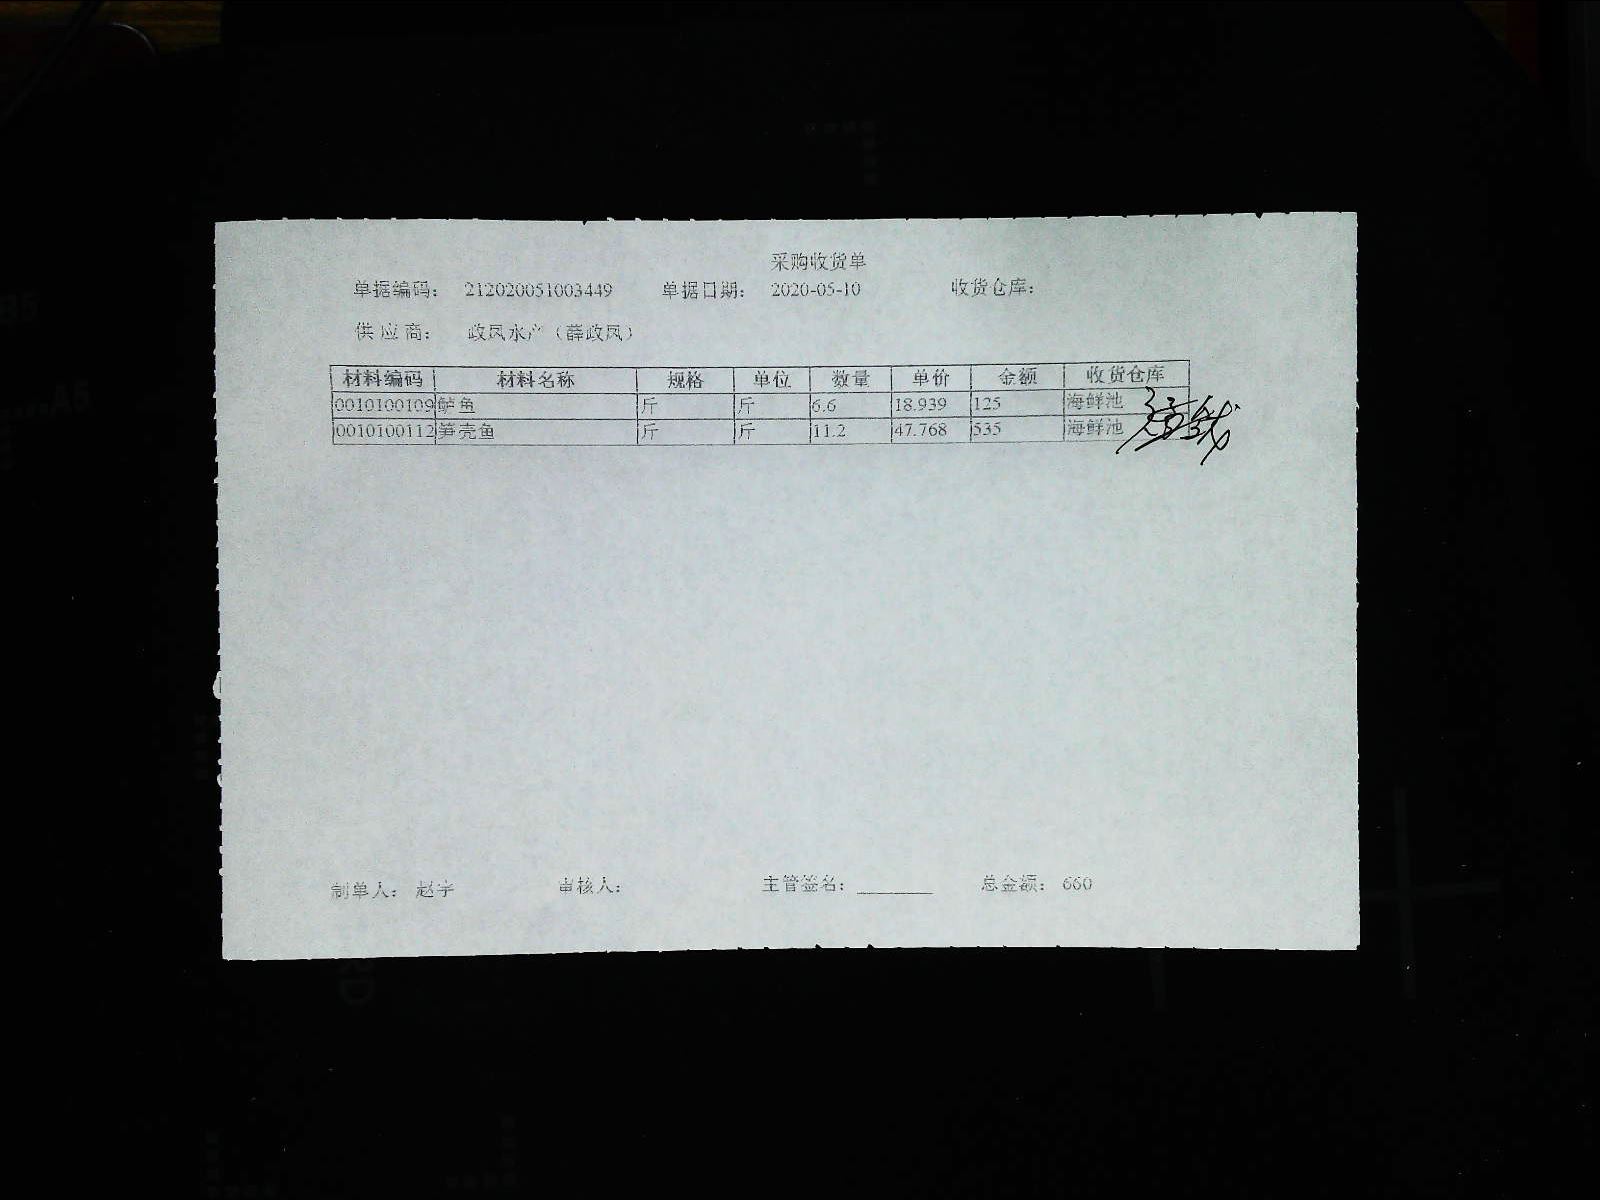 采购收货单
单据编码： 212020051003449 单据日期： 2020-05-10 收货仓库：
供 应 商： 政凤水产（薛政凤）
材料编码 材料名称 规格 单位 数量 单价 金额 收货仓库
0010100109 鲈鱼 斤 斤 6.6 18.939 125 海鲜池
0010100112 笋壳鱼 斤 斤 11.2 47.768 535 海鲜池
制单人： 赵宇 审核人： 主管签名： 总金额： 660